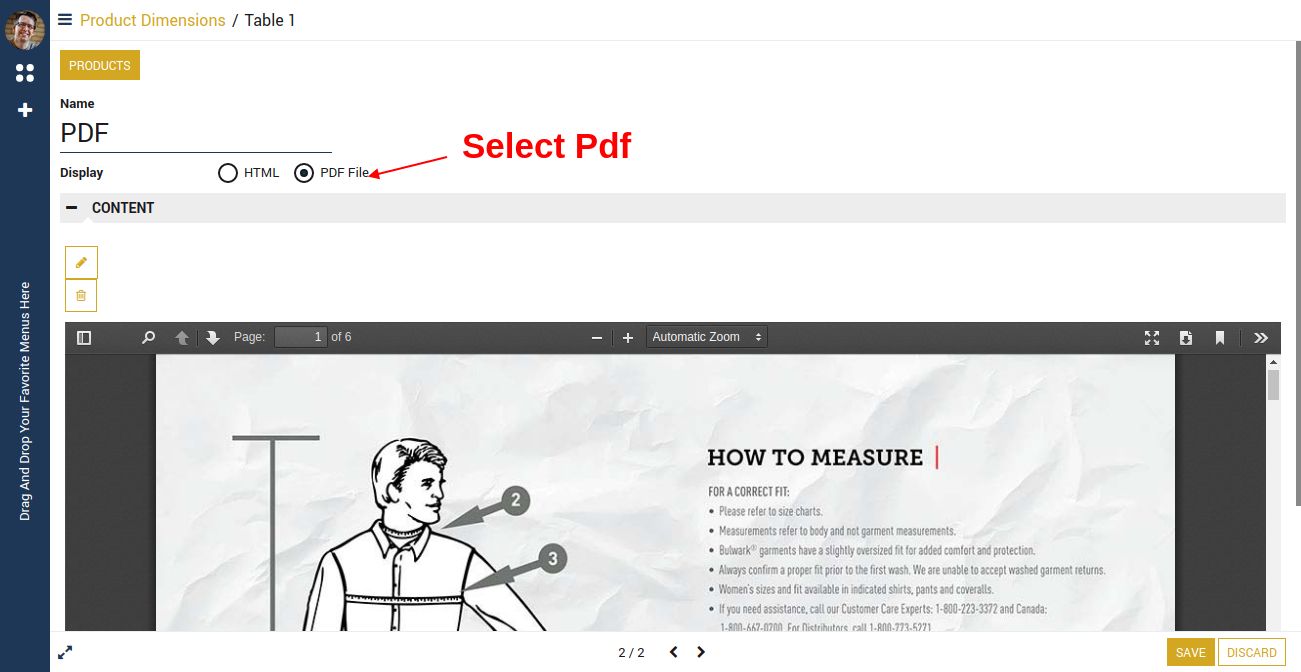 Product Dimensions / Table 1
PRODUCTS
Name
PDF
Select Pdf
Display HTML PDF File
CONTENT
Drag And Drop Your Favorite Menus Here
Page: 1 of 6 Automatic Zoom
HOW TO MEASURE
FOR A CORRECT FIT:
• Please refer to size charts.
• Measurements refer to body and not garment measurements.
• Bulwark® garments have a slightly oversized fit for added comfort and protection.
• Always confirm a proper fit prior to the first wash. We are unable to accept washed garment returns.
• Women's sizes and fit available in indicated shirts, pants and coveralls.
• If you need assistance, call our Customer Care Experts: 1-800-223-3372 and Canada:
1-800-667-0700. For Distributors, call 1-800-773-5271
2
3
2 / 2
SAVE DISCARD